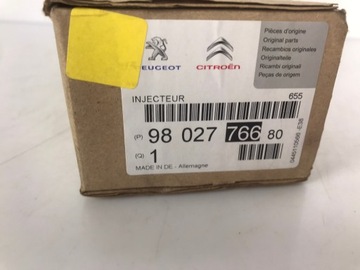 PEUGEOT
CITROËN
Pièces d'origine
Original parts
Recambios originales
Originalteile
Ricambi originali
Peças de origem
INJECTEUR
655
(P) 98 027 766 80
(Q) 1
MADE IN DE - Allemagne